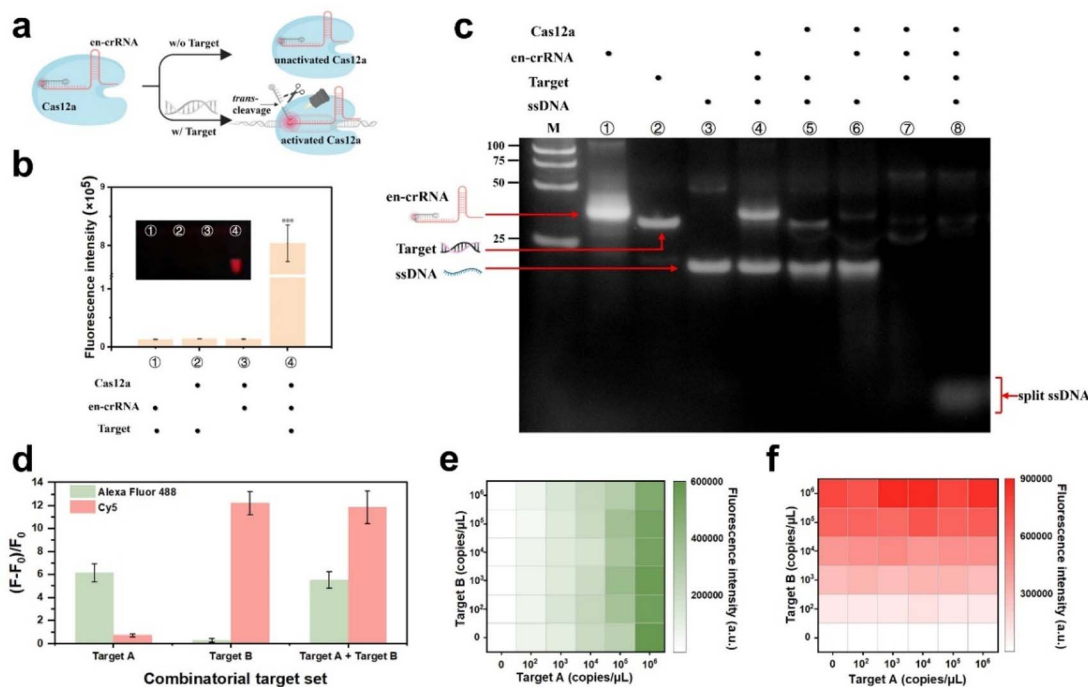 a
en-crRNA
w/o Target
unactivated Cas12a
Cas12a
trans-
cleavage
w/ Target
activated Cas12a
b
Fluorescence intensity (×10⁵)
9
8
1
0
① ② ③ ④
***
① ② ③ ④
Cas12a
en-crRNA
Target
c
Cas12a
en-crRNA
Target
ssDNA
M ① ② ③ ④ ⑤ ⑥ ⑦ ⑧
100
75
50
25
en-crRNA
Target
ssDNA
split ssDNA
d
Alexa Fluor 488
Cy5
(F-F₀)/F₀
14
12
10
8
6
4
2
0
Target A Target B Target A + Target B
Combinatorial target set
e
Target B (copies/μL)
10⁶
10⁵
10⁴
10³
10²
0
0 10² 10³ 10⁴ 10⁵ 10⁶
Target A (copies/μL)
600000
400000
200000
Fluorescence intensity (a.u.)
f
Target B (copies/μL)
10⁶
10⁵
10⁴
10³
10²
0
0 10² 10³ 10⁴ 10⁵ 10⁶
Target A (copies/μL)
900000
600000
300000
Fluorescence intensity (a.u.)